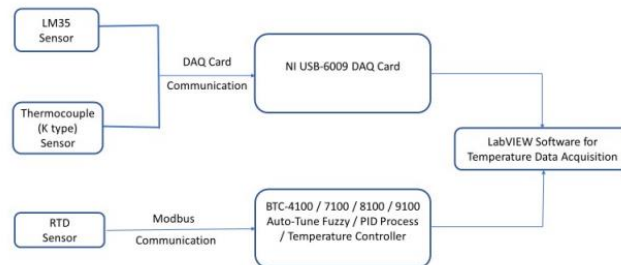 LM35
Sensor
DAQ Card
Communication
NI USB-6009 DAQ Card
Thermocouple
(K type)
Sensor
LabVIEW Software for
Temperature Data Acquisition
RTD
Sensor
Modbus
Communication
BTC-4100 / 7100 / 8100 / 9100
Auto-Tune Fuzzy / PID Process
/ Temperature Controller